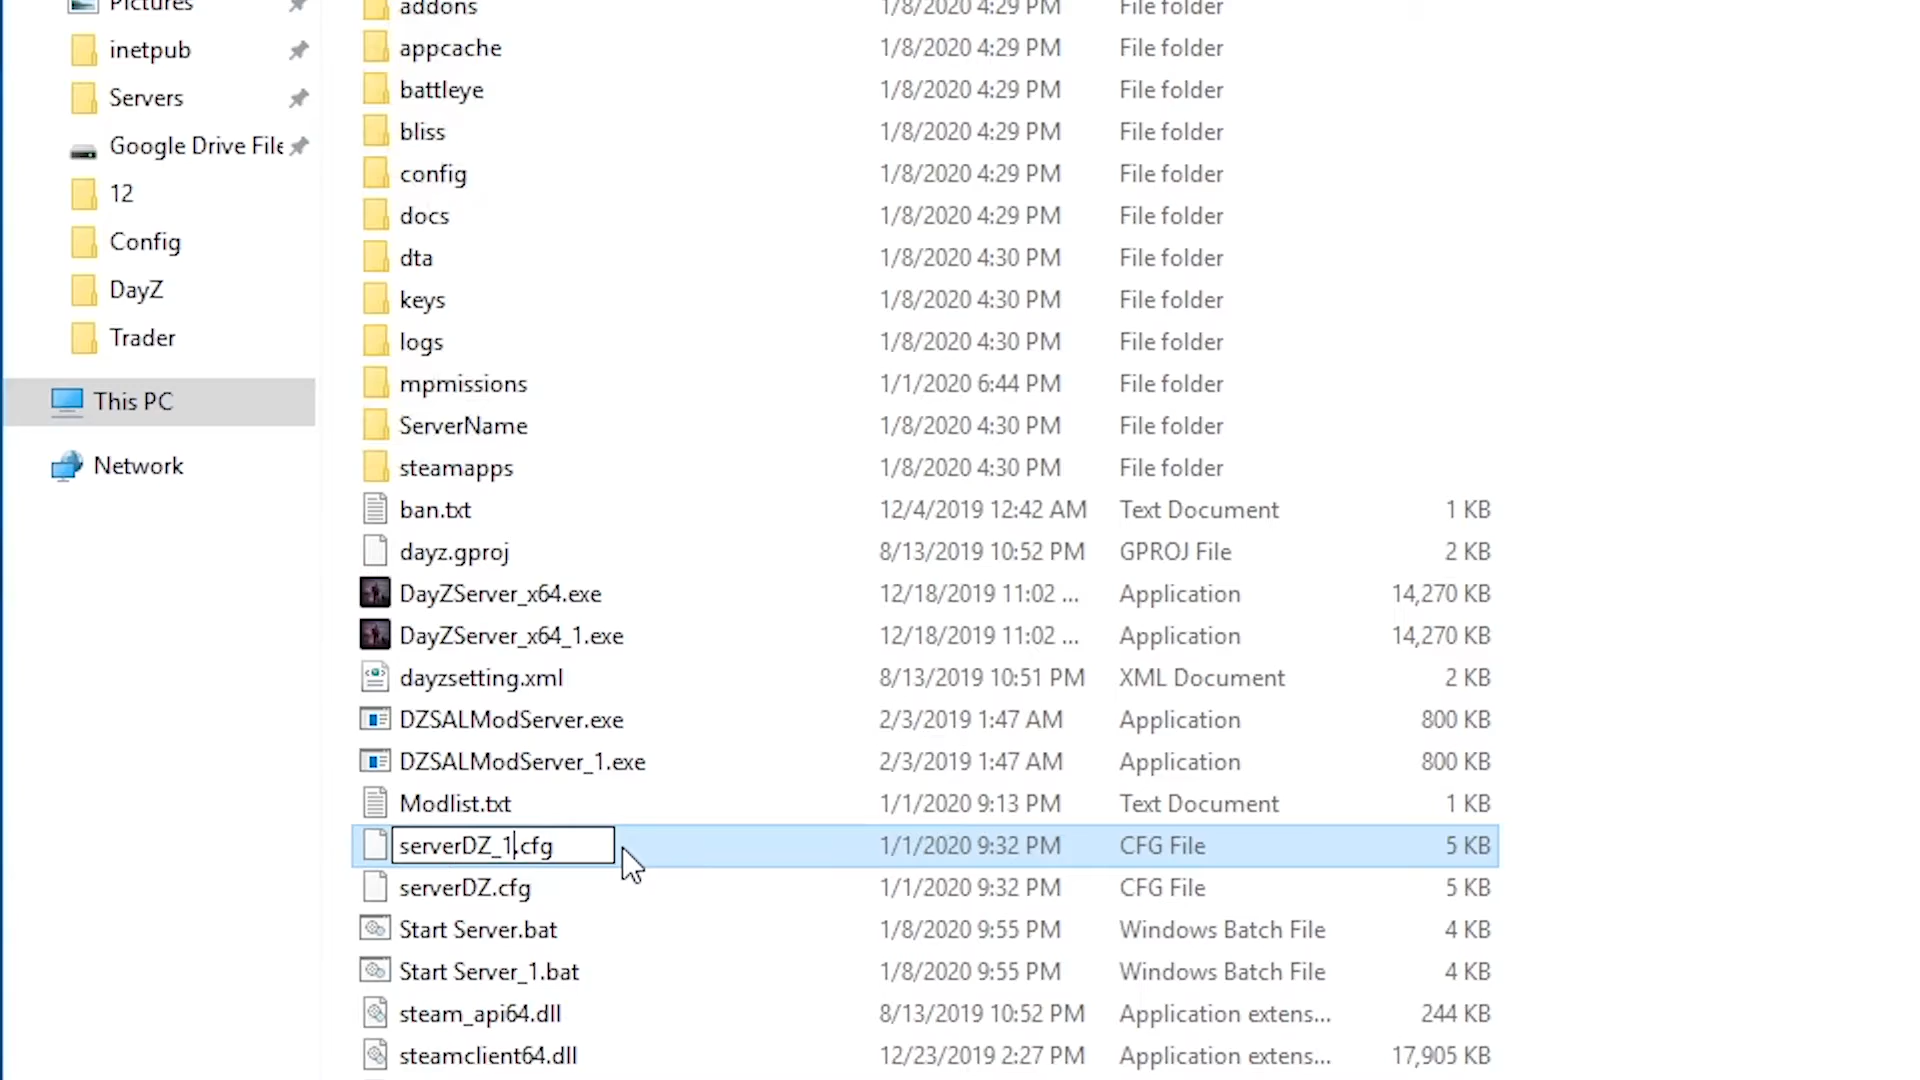 Pictures
inetpub
Servers
Google Drive File
12
Config
DayZ
Trader
This PC
Network
addons 1/8/2020 4:29 PM File folder
appcache 1/8/2020 4:29 PM File folder
battleye 1/8/2020 4:29 PM File folder
bliss 1/8/2020 4:29 PM File folder
config 1/8/2020 4:29 PM File folder
docs 1/8/2020 4:29 PM File folder
dta 1/8/2020 4:30 PM File folder
keys 1/8/2020 4:30 PM File folder
logs 1/8/2020 4:30 PM File folder
mpmissions 1/1/2020 6:44 PM File folder
ServerName 1/8/2020 4:30 PM File folder
steamapps 1/8/2020 4:30 PM File folder
ban.txt 12/4/2019 12:42 AM Text Document 1 KB
dayz.gproj 8/13/2019 10:52 PM GPROJ File 2 KB
DayZServer_x64.exe 12/18/2019 11:02 ... Application 14,270 KB
DayZServer_x64_1.exe 12/18/2019 11:02 ... Application 14,270 KB
dayzsetting.xml 8/13/2019 10:51 PM XML Document 2 KB
DZSALModServer.exe 2/3/2019 1:47 AM Application 800 KB
DZSALModServer_1.exe 2/3/2019 1:47 AM Application 800 KB
Modlist.txt 1/1/2020 9:13 PM Text Document 1 KB
serverDZ_1.cfg 1/1/2020 9:32 PM CFG File 5 KB
serverDZ.cfg 1/1/2020 9:32 PM CFG File 5 KB
Start Server.bat 1/8/2020 9:55 PM Windows Batch File 4 KB
Start Server_1.bat 1/8/2020 9:55 PM Windows Batch File 4 KB
steam_api64.dll 8/13/2019 10:52 PM Application extens... 244 KB
steamclient64.dll 12/23/2019 2:27 PM Application extens... 17,905 KB